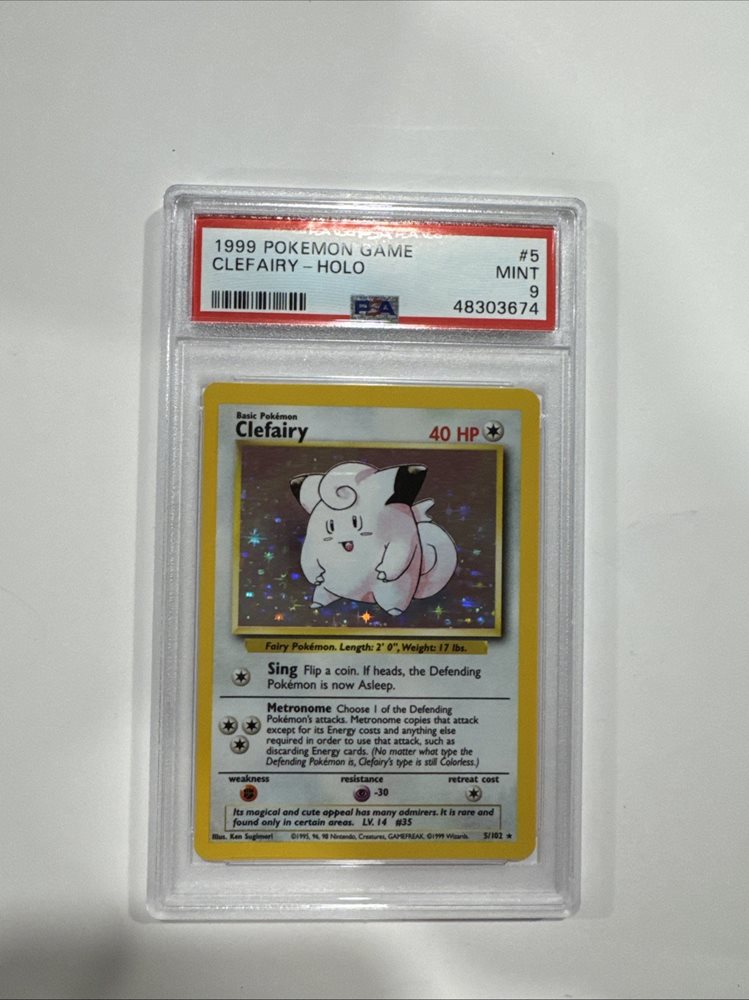 1999 POKEMON GAME
#5
CLEFAIRY – HOLO
MINT
9
PSA
48303674
Basic Pokémon
Clefairy
40 HP
Fairy Pokémon. Length: 2' 0", Weight: 17 lbs.
Sing Flip a coin. If heads, the Defending
Pokémon is now Asleep.
Metronome Choose 1 of the Defending
Pokémon's attacks. Metronome copies that attack
except for its Energy costs and anything else
required in order to use that attack, such as
discarding Energy cards. (No matter what type the
Defending Pokémon is, Clefairy's type is still Colorless.)
weakness
resistance
retreat cost
-30
Its magical and cute appeal has many admirers. It is rare and
found only in certain areas. LV. 14 #35
Illus. Ken Sugimori
©1995, 96, 98 Nintendo, Creatures, GAMEFREAK. ©1999 Wizards.
5/102 ★